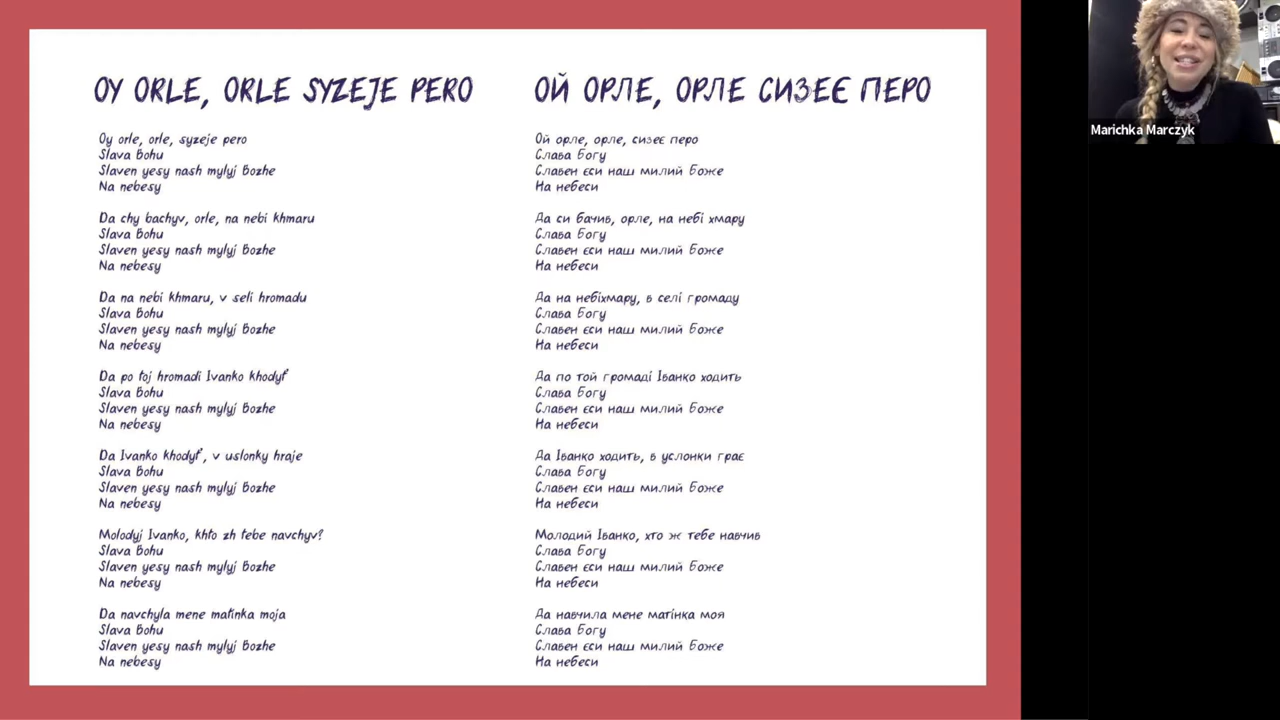 OY ORLE, ORLE SYZEJE PERO
Oy orle, orle, syzeje pero
Slava Bohu
Slaven yesy nash mylyj Bozhe
Na nebesy
Da chy bachyv, orle, na nebi khmaru
Slava Bohu
Slaven yesy nash mylyj Bozhe
Na nebesy
Da na nebi khmaru, v seli hromadu
Slava Bohu
Slaven yesy nash mylyj Bozhe
Na nebesy
Da po toj hromadi Ivanko khodyt'
Slava Bohu
Slaven yesy nash mylyj Bozhe
Na nebesy
Da Ivanko khodyt', v uslonky hraje
Slava Bohu
Slaven yesy nash mylyj Bozhe
Na nebesy
Molodyj Ivanko, khto zh tebe navchyv?
Slava Bohu
Slaven yesy nash mylyj Bozhe
Na nebesy
Da navchyla mene matinka moja
Slava Bohu
Slaven yesy nash mylyj Bozhe
Na nebesy
ОЙ ОРЛЕ, ОРЛЕ СИЗЕЄ ПЕРО
Ой орле, орле, сизеє перо
Слава Богу
Славен єси наш милий Боже
На небеси
Да си бачив, орле, на небі хмару
Слава Богу
Славен єси наш милий Боже
На небеси
Да на небіхмару, в селі громаду
Слава Богу
Славен єси наш милий Боже
На небеси
Да по той громаді Іванко ходить
Слава Богу
Славен єси наш милий Боже
На небеси
Да Іванко ходить, в услонки грає
Слава Богу
Славен єси наш милий Боже
На небеси
Молодий Іванко, хто ж тебе навчив
Слава Богу
Славен єси наш милий Боже
На небеси
Да навчила мене матінка моя
Слава Богу
Славен єси наш милий Боже
На небеси
Marichka Marczyk